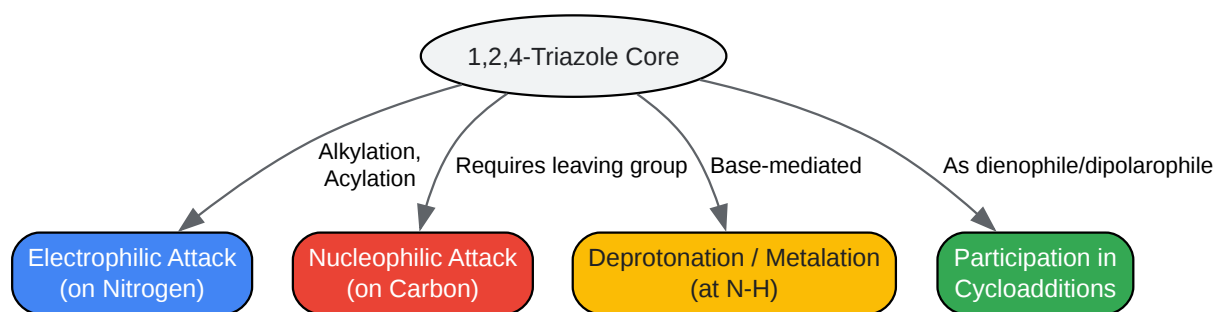 1,2,4-Triazole Core
Alkylation,
Acylation
Requires leaving group
Base-mediated
As dienophile/dipolarophile
Electrophilic Attack
(on Nitrogen)
Nucleophilic Attack
(on Carbon)
Deprotonation / Metalation
(at N-H)
Participation in
Cycloadditions